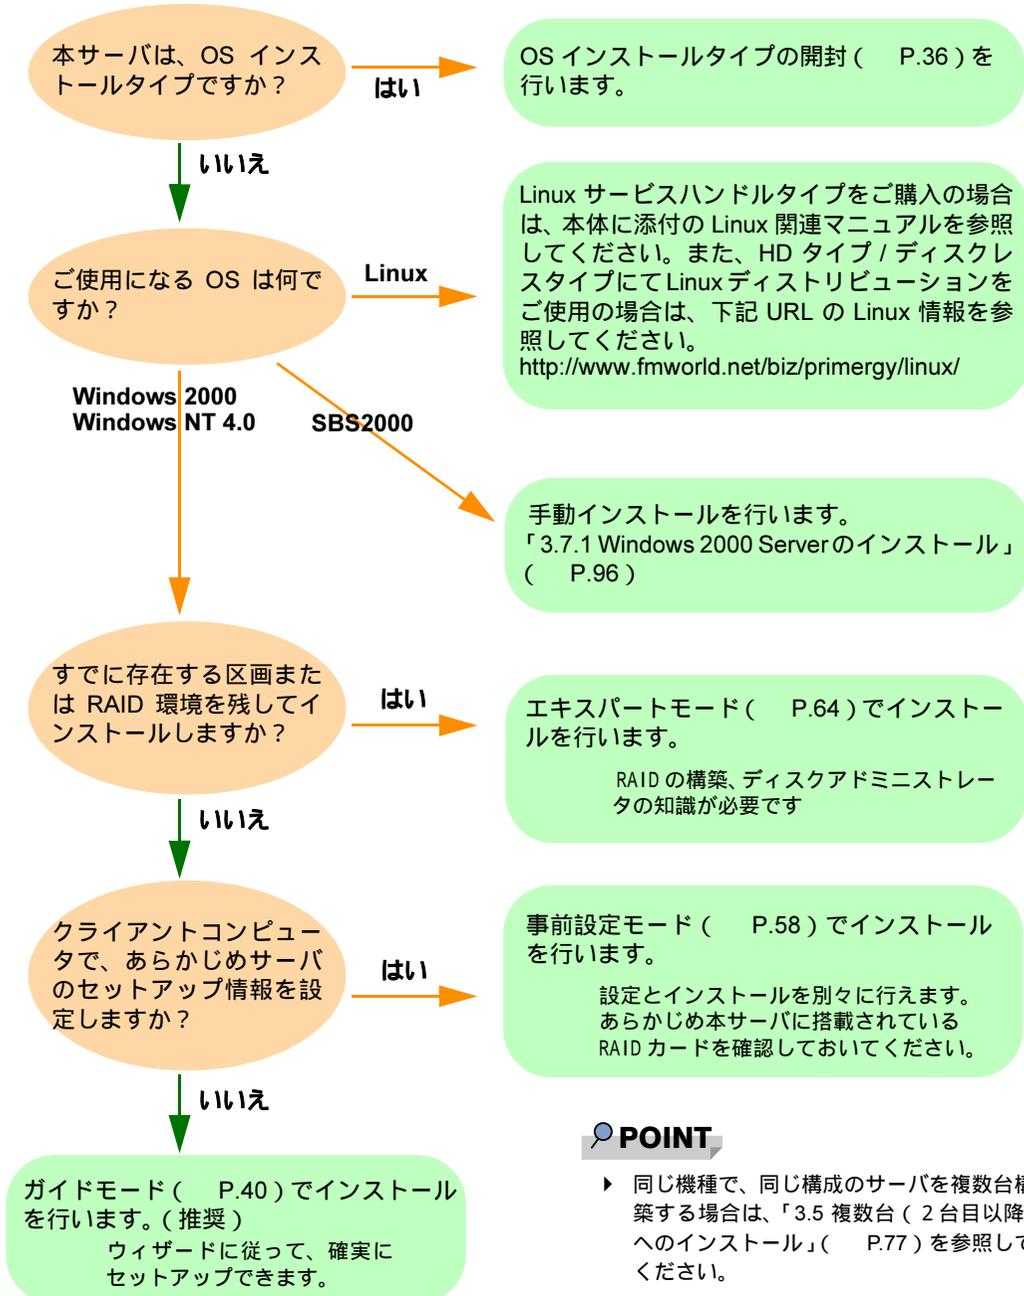 本サーバは、OS インス
トールタイプですか？
はい
OS インストールタイプの開封（ P.36）を
行います。
いいえ
ご使用になる OS は何で
すか？
Linux
Linux サービスハンドルタイプをご購入の場合
は、本体に添付の Linux 関連マニュアルを参照
してください。また、HD タイプ / ディスクレ
スタイプにて Linux ディストリビューションを
ご使用の場合は、下記 URL の Linux 情報を参
照してください。
http://www.fmworld.net/biz/primergy/linux/
Windows 2000
Windows NT 4.0
SBS2000
手動インストールを行います。
「3.7.1 Windows 2000 Serverのインストール」
（ P.96）
すでに存在する区画また
は RAID 環境を残してイ
ンストールしますか？
はい
エキスパートモード（ P.64）でインストー
ルを行います。
RAID の構築、ディスクアドミニストレー
タの知識が必要です
いいえ
クライアントコンピュー
タで、あらかじめサーバ
のセットアップ情報を設
定しますか？
はい
事前設定モード（ P.58）でインストール
を行います。
設定とインストールを別々に行えます。
あらかじめ本サーバに搭載されている
RAID カードを確認しておいてください。
いいえ
ガイドモード（ P.40）でインストール
を行います。（推奨）
ウィザードに従って、確実に
セットアップできます。
POINT
同じ機種で、同じ構成のサーバを複数台構
築する場合は、「3.5 複数台（2 台目以降
へのインストール」（ P.77）を参照して
ください。